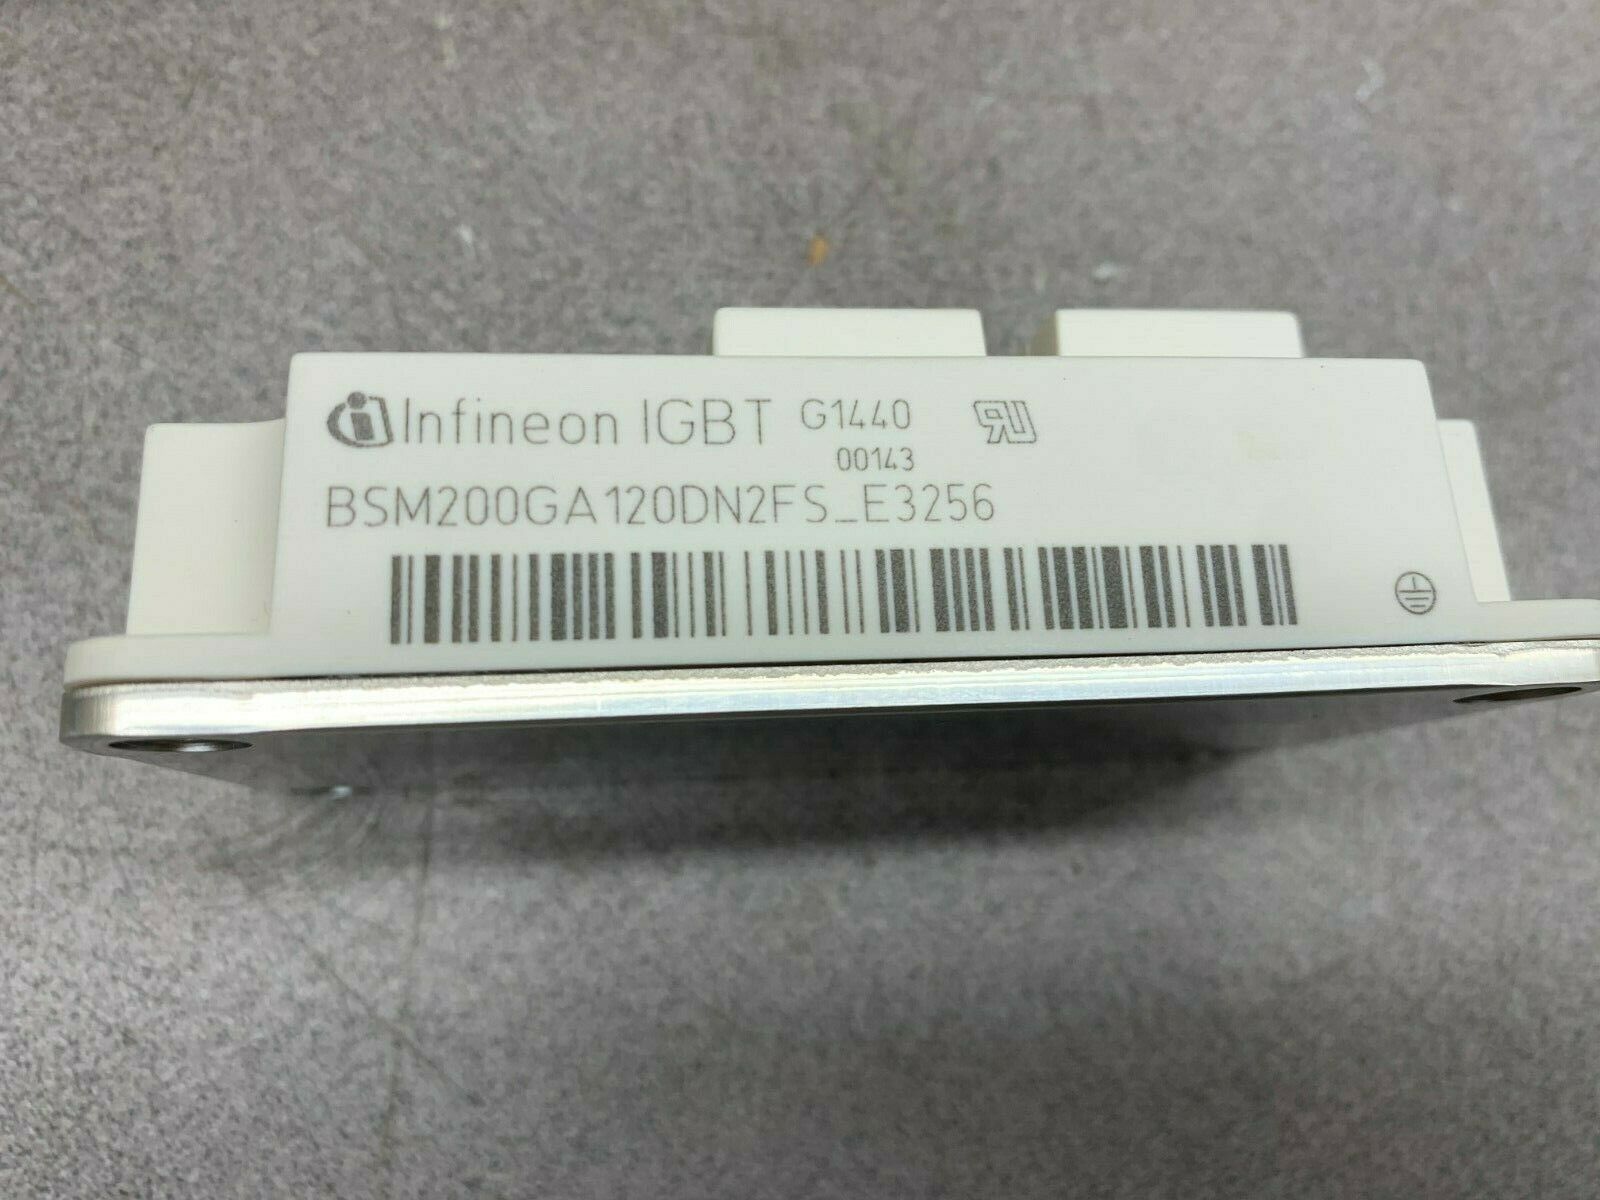 Infineon IGBT G1440
00143
BSM200GA120DN2FS_E3256